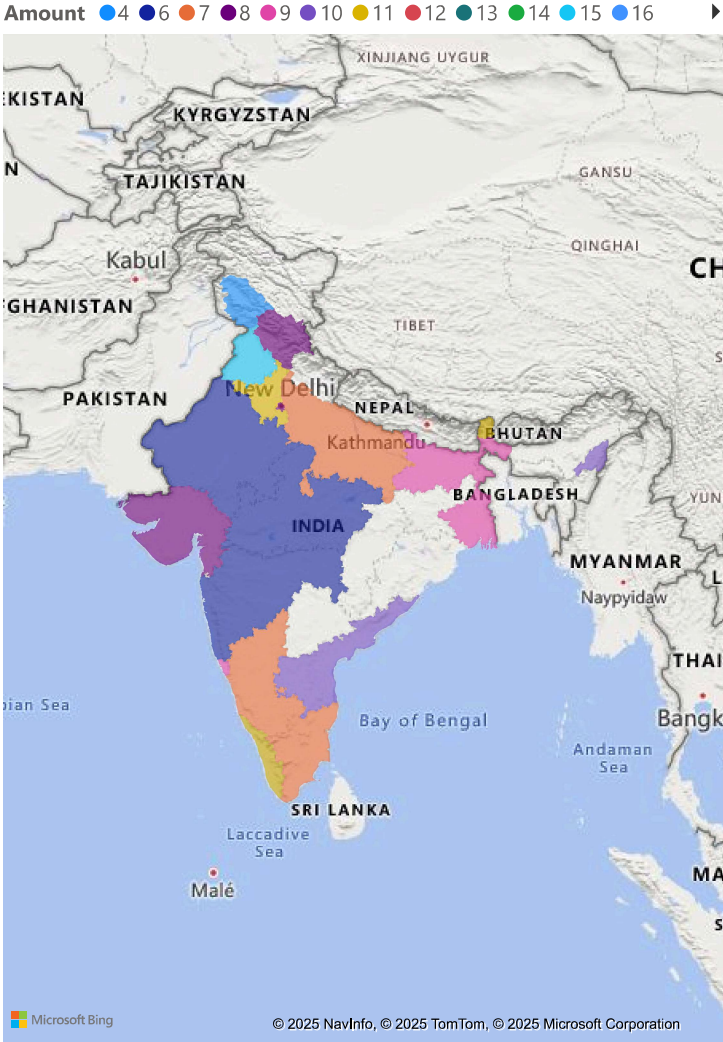 Amount 4 6 7 8 9 10 11 12 13 14 15 16
XINJIANG UYGUR
EKISTAN
KYRGYZSTAN
N
TAJIKISTAN
GANSU
QINGHAI
Kabul
CH
FGHANISTAN
TIBET
S
New Delhi
PAKISTAN
NEPAL
BHUTAN
Kathmandu
BANGLADESH
YUN
INDIA
MYANMAR
L
Naypyidaw
THAI
bian Sea
Bay of Bengal
Bangk
Andaman
Sea
SRI LANKA
Laccadive
Sea
MA
Malé
S
Microsoft Bing
© 2025 NavInfo, © 2025 TomTom, © 2025 Microsoft Corporation